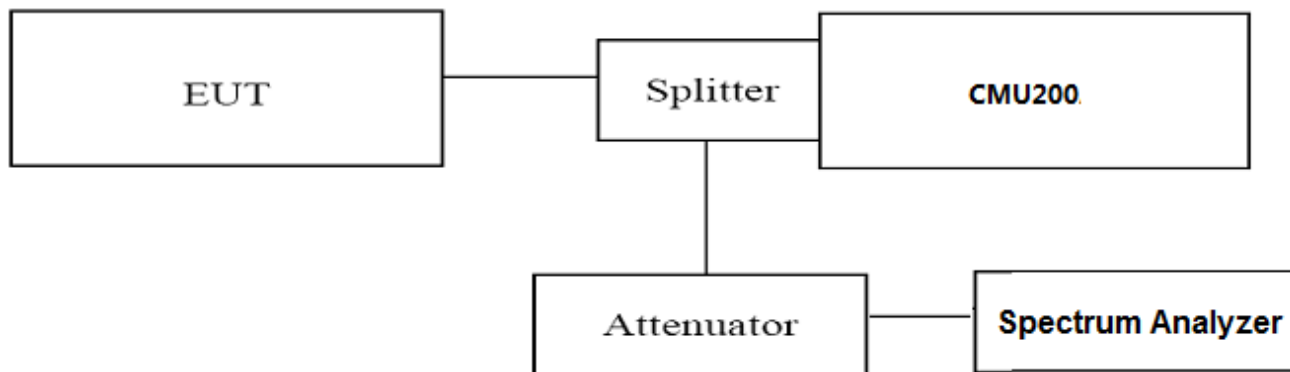 EUT
Splitter
CMU200
Attenuator
Spectrum Analyzer